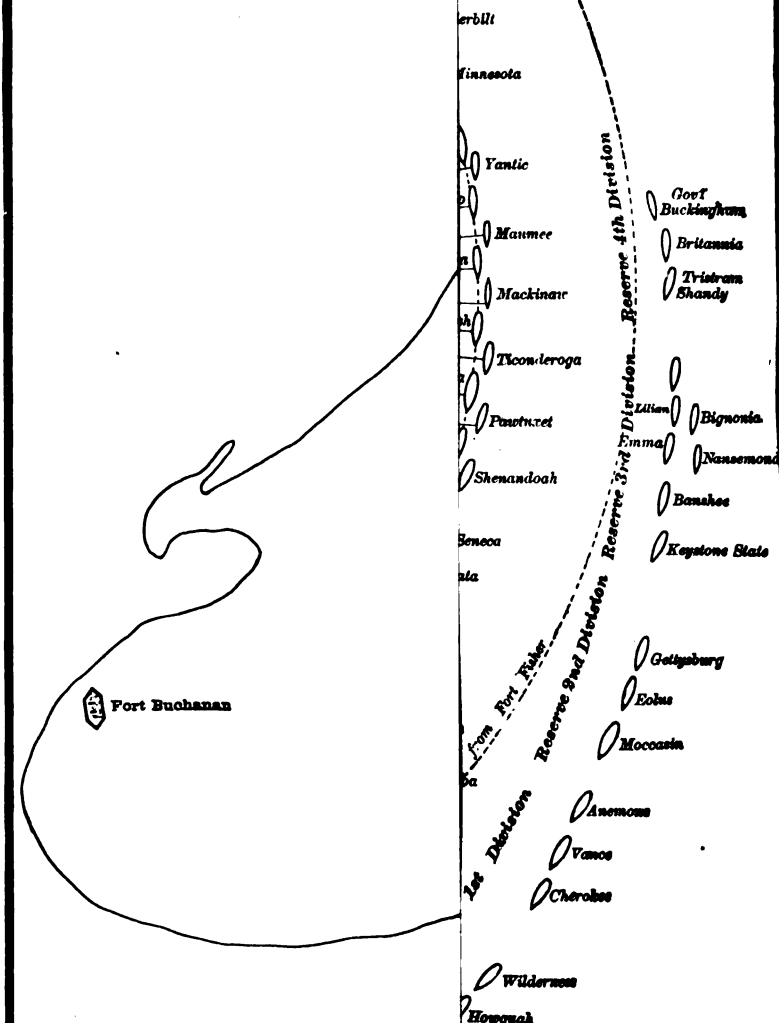 erbilt
Minnesota
Yantic
Maumee
Mackinaw
Ticonderoga
Pawtuxet
Shenandoah
Seneca
ata
Reserve 4th Division
Reserve 3rd Division
Reserve 2nd Division
1st Division
from Fort Fisher
Gov'r
Buckingham
Britannia
Tristram
Shandy
Lilian
Bignonia
Emma
Nansemond
Banshee
Keystone State
Gettysburg
Eolus
Moccasin
Anemone
Vance
Cherokee
Wilderness
Howquah
Fort Buchanan